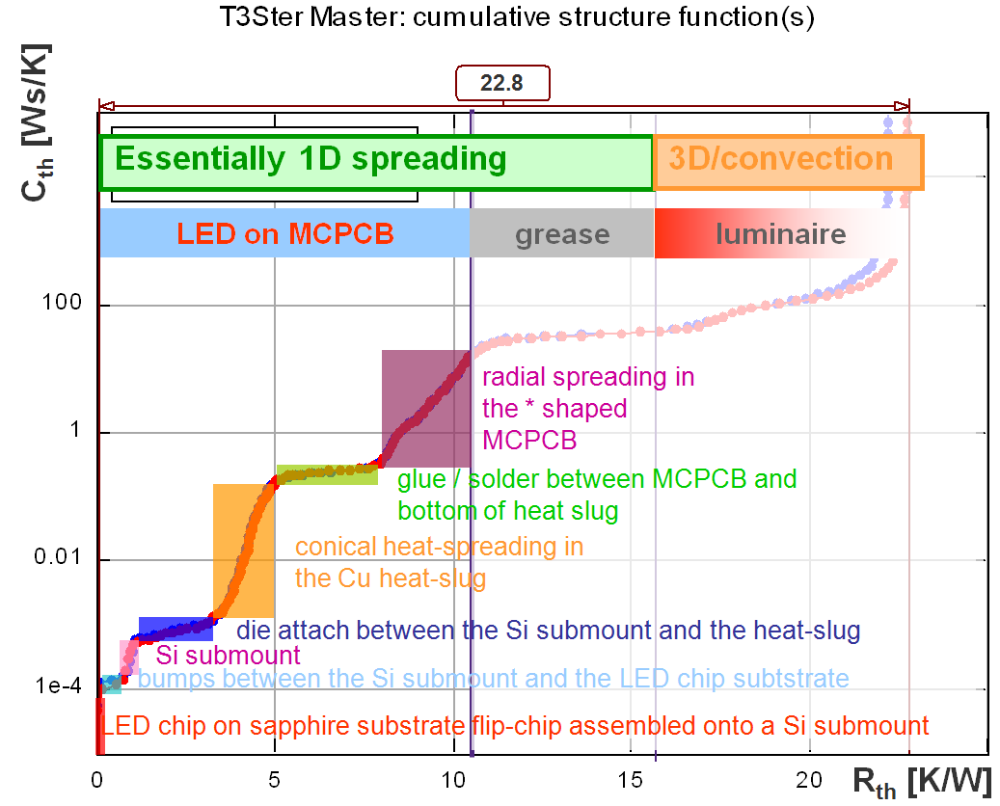 T3Ster Master: cumulative structure function(s)
22.8
Cth [Ws/K]
Essentially 1D spreading
3D/convection
LED on MCPCB
grease
luminaire
100
radial spreading in
the * shaped
MCPCB
1
glue / solder between MCPCB and
bottom of heat slug
conical heat-spreading in
the Cu heat-slug
0.01
die attach between the Si submount and the heat-slug
Si submount
bumps between the Si submount and the LED chip subtstrate
1e-4
LED chip on sapphire substrate flip-chip assembled onto a Si submount
0
5
10
15
20
Rth [K/W]